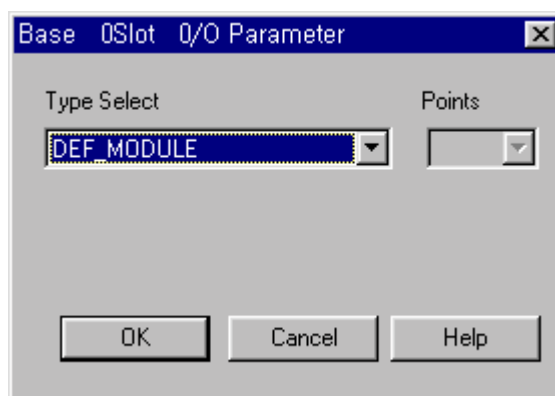 Base 0Slot 0/O Parameter
Type Select Points
DEF_MODULE
OK Cancel Help